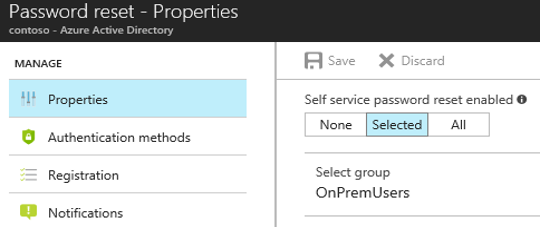 Password reset - Properties
contoso - Azure Active Directory
MANAGE
Properties
Authentication methods
Registration
Notifications
Save Discard
Self service password reset enabled
None Selected All
Select group
OnPremUsers